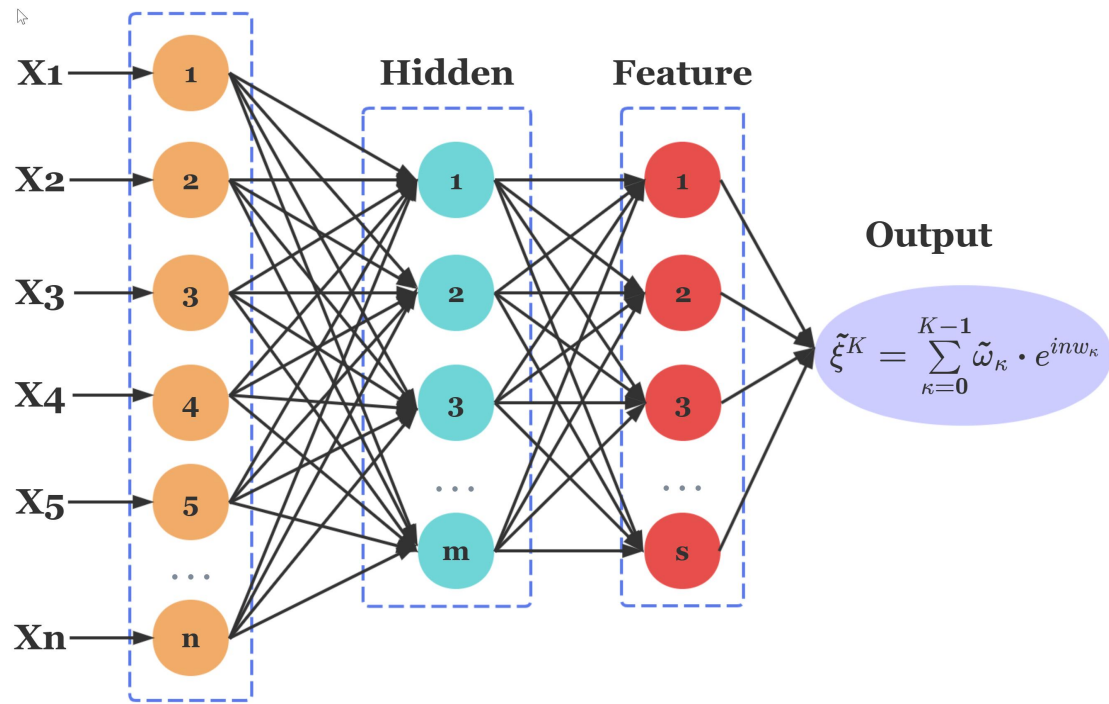 X1
X2
X3
X4
X5
Xn
1
2
3
4
5
...
n
Hidden
1
2
3
...
m
Feature
1
2
3
...
s
Output
ξ̃^K = ∑_{κ=0}^{K−1} ω̃_κ · e^{inw_κ}